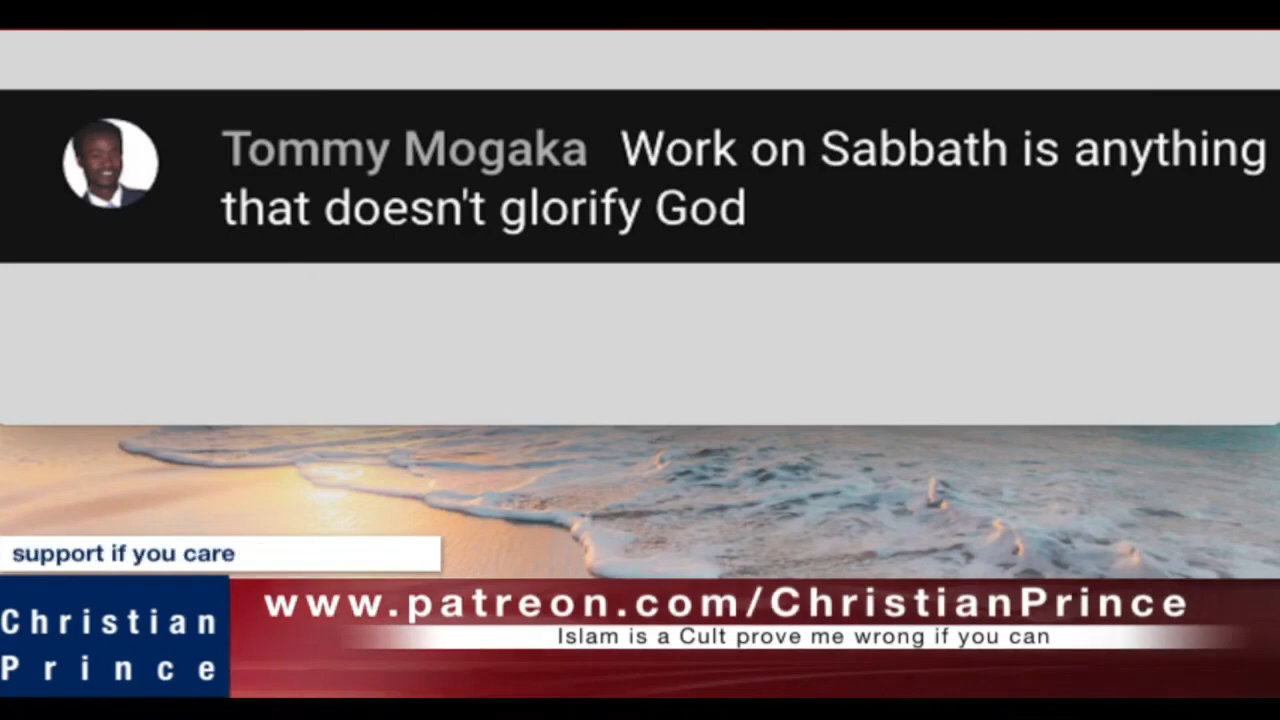 Tommy Mogaka Work on Sabbath is anything
that doesn't glorify God
support if you care
Christian
Prince
www.patreon.com/ChristianPrince
Islam is a Cult prove me wrong if you can